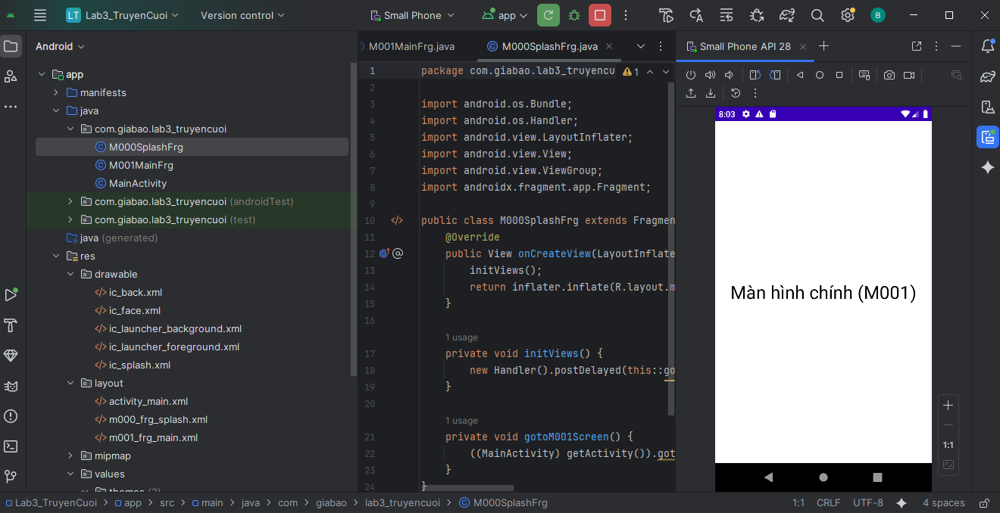 LT Lab3_TruyenCuoi Version control Small Phone app B
Android
app
manifests
java
com.giabao.lab3_truyencuoi
M000SplashFrg
M001MainFrg
MainActivity
com.giabao.lab3_truyencuoi (androidTest)
com.giabao.lab3_truyencuoi (test)
java (generated)
res
drawable
ic_back.xml
ic_face.xml
ic_launcher_background.xml
ic_launcher_foreground.xml
ic_splash.xml
layout
activity_main.xml
m000_frg_splash.xml
m001_frg_main.xml
mipmap
values
themes (2)
M001MainFrg.java M000SplashFrg.java
1 package com.giabao.lab3_truyencu 1
2
3 import android.os.Bundle;
4 import android.os.Handler;
5 import android.view.LayoutInflater;
6 import android.view.View;
7 import android.view.ViewGroup;
8 import androidx.fragment.app.Fragment;
9
10 public class M000SplashFrg extends Fragmen
11 @Override
12 public View onCreateView(LayoutInflate
13 initViews();
14 return inflater.inflate(R.layout.m
15 }
16
1 usage
17 private void initViews() {
18 new Handler().postDelayed(this::go
19 }
20
1 usage
21 private void gotoM001Screen() {
22 ((MainActivity) getActivity()).got
23 }
24 }
Small Phone API 28
8:03
Màn hình chính (M001)
1:1
Lab3_TruyenCuoi > app > src > main > java > com > giabao > lab3_truyencuoi > M000SplashFrg 1:1 CRLF UTF-8 4 spaces